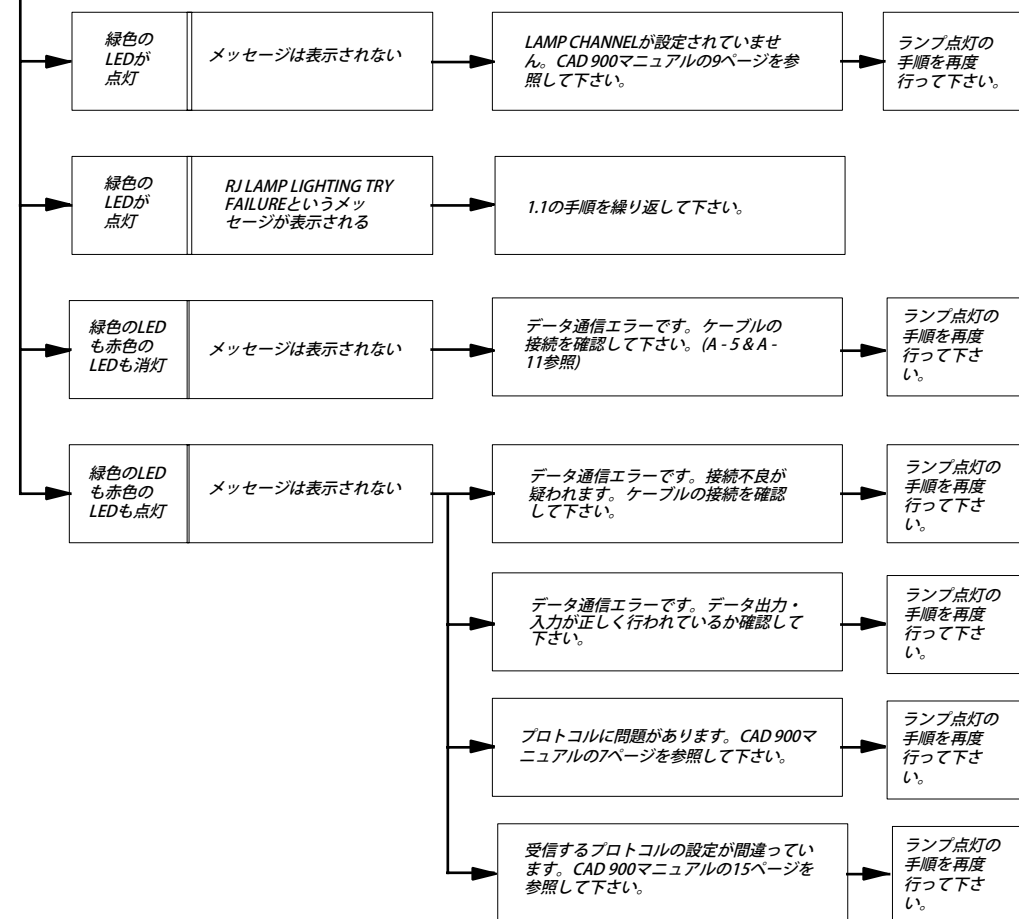 緑色の
LEDが
点灯
メッセージは表示されない
LAMP CHANNELが設定されていませ
ん。CAD 900マニュアルの9ページを参
照して下さい。
ランプ点灯の
手順を再度
行って下さい。
緑色の
LEDが
点灯
RJ LAMP LIGHTING TRY
FAILUREというメッ
セージが表示される
1.1の手順を繰り返して下さい。
緑色のLED
も赤色の
LEDも消灯
メッセージは表示されない
データ通信エラーです。ケーブルの
接続を確認して下さい。(A - 5 & A -
11参照)
ランプ点灯の
手順を再度
行って下さ
い。
緑色のLED
も赤色の
LEDも点灯
メッセージは表示されない
データ通信エラーです。接続不良が
疑われます。ケーブルの接続を確認
して下さい。
ランプ点灯の
手順を再度
行って下さ
い。
データ通信エラーです。データ出力・
入力が正しく行われているか確認して
下さい。
ランプ点灯の
手順を再度
行って下さ
い。
プロトコルに問題があります。CAD 900マ
ニュアルの7ページを参照して下さい。
ランプ点灯の
手順を再度
行って下さ
い。
受信するプロトコルの設定が間違ってい
ます。CAD 900マニュアルの15ページを
参照して下さい。
ランプ点灯の
手順を再度
行って下さ
い。